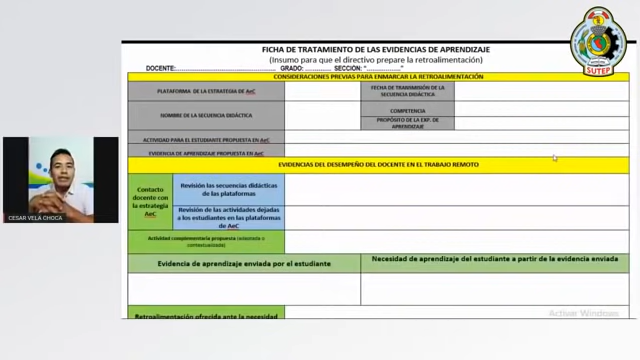 FICHA DE TRATAMIENTO DE LAS EVIDENCIAS DE APRENDIZAJE
(Insumo para que el directivo prepare la retroalimentación)
DOCENTE:.......................................... GRADO: ............... SECCIÓN: "..............."
CONSIDERACIONES PREVIAS PARA ENMARCAR LA RETROALIMENTACIÓN
PLATAFORMA DE LA ESTRATEGIA DE AeC
FECHA DE TRANSMISIÓN DE LA
SECUENCIA DIDÁCTICA
NOMBRE DE LA SECUENCIA DIDÁCTICA
COMPETENCIA
PROPÓSITO DE LA EXP. DE
APRENDIZAJE
ACTIVIDAD PARA EL ESTUDIANTE PROPUESTA EN AeC
EVIDENCIA DE APRENDIZAJE PROPUESTA EN AeC
EVIDENCIAS DEL DESEMPEÑO DEL DOCENTE EN EL TRABAJO REMOTO
Contacto
docente con
la estrategia
AeC
Revisión las secuencias didácticas
de las plataformas
Revisión de las actividades dejadas
a los estudiantes en las plataformas
de AeC
Actividad complementaria propuesta (adaptada o
contextualizada)
Evidencia de aprendizaje enviada por el estudiante
Necesidad de aprendizaje del estudiante a partir de la evidencia enviada
Retroalimentación ofrecida ante la necesidad
CESAR VELA CHOCA
SUTEP
Activar Windows